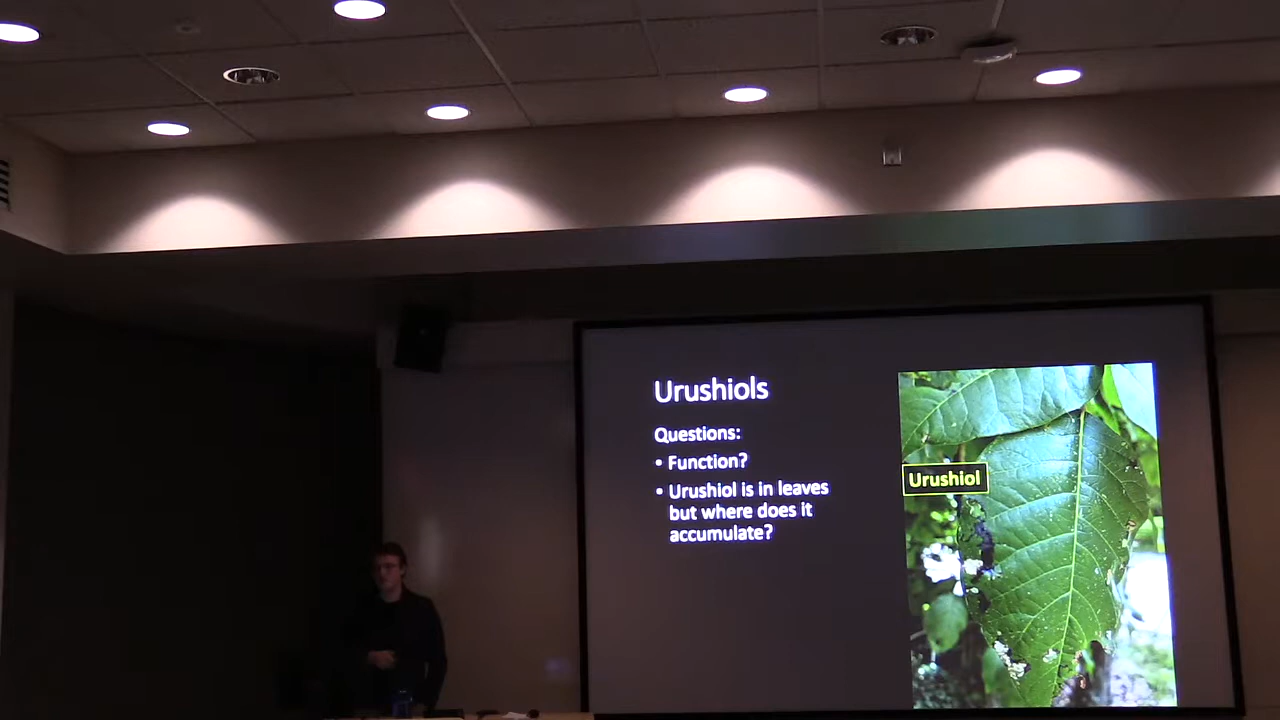 Urushiols
Questions:
• Function?
• Urushiol is in leaves
but where does it
accumulate?
Urushiol